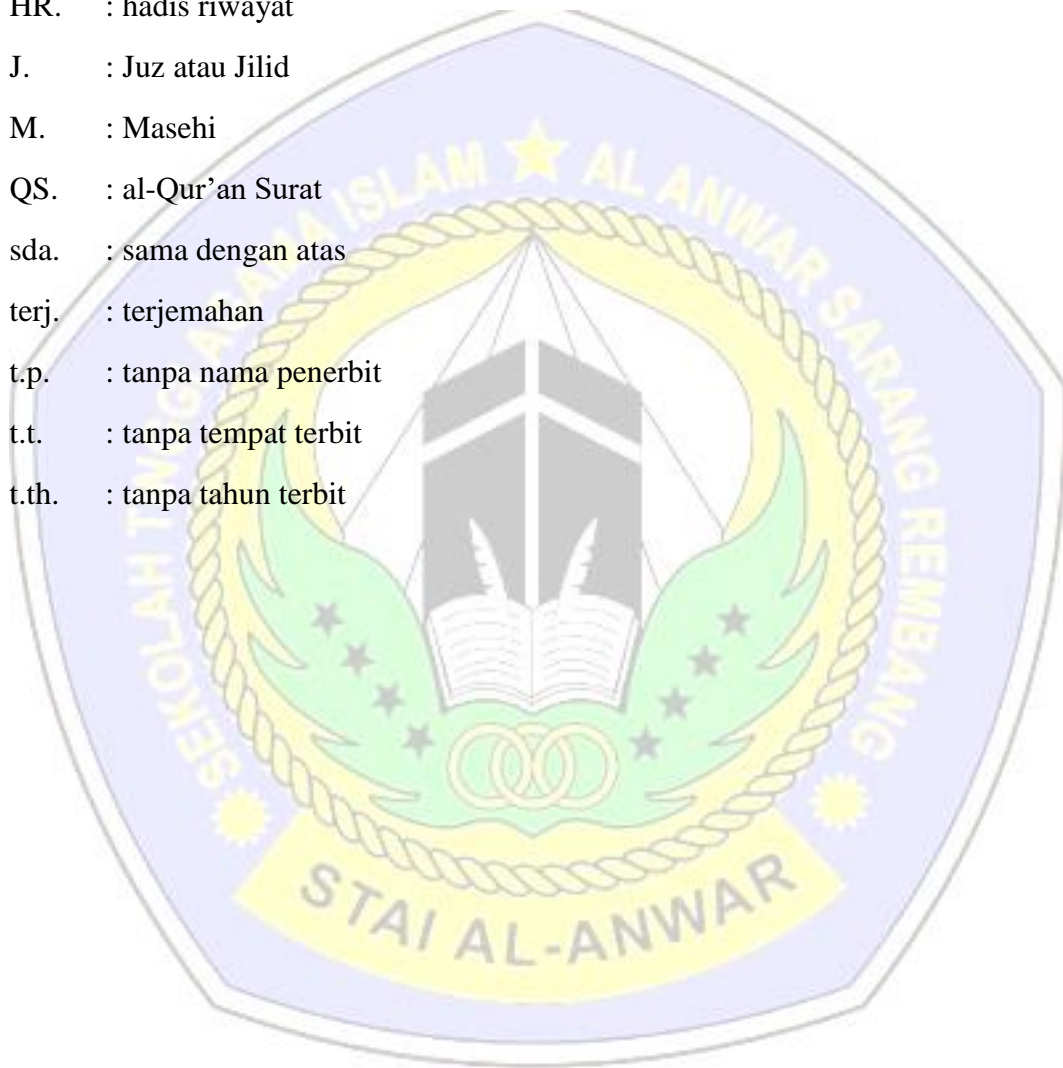 HR. : hadis riwayat
J. : Juz atau Jilid
M. : Masehi
QS. : al-Qur’an Surat
sda. : sama dengan atas
terj. : terjemahan
t.p. : tanpa nama penerbit
t.t. : tanpa tempat terbit
t.th. : tanpa tahun terbit
SEKOLAH TINGGI AGAMA ISLAM AL ANWAR SARANG REMBANG
STAI AL-ANWAR